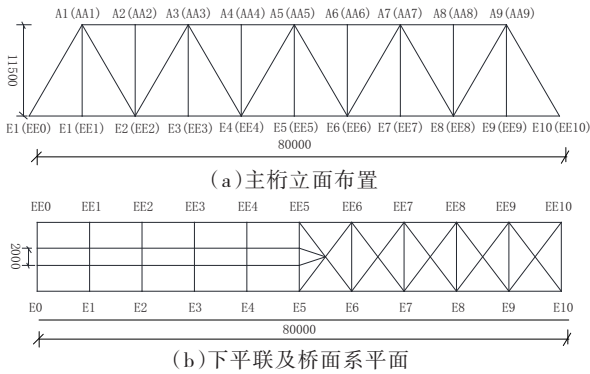 A1(AA1) A2(AA2) A3(AA3) A4(AA4) A5(AA5) A6(AA6) A7(AA7) A8(AA8) A9(AA9)
11500
E1(EE0) E1(EE1) E2(EE2) E3(EE3) E4(EE4) E5(EE5) E6(EE6) E7(EE7) E8(EE8) E9(EE9) E10(EE10)
80000
(a)主桁立面布置
EE0 EE1 EE2 EE3 EE4 EE5 EE6 EE7 EE8 EE9 EE10
2000
E0 E1 E2 E3 E4 E5 E6 E7 E8 E9 E10
80000
(b)下平联及桥面系平面